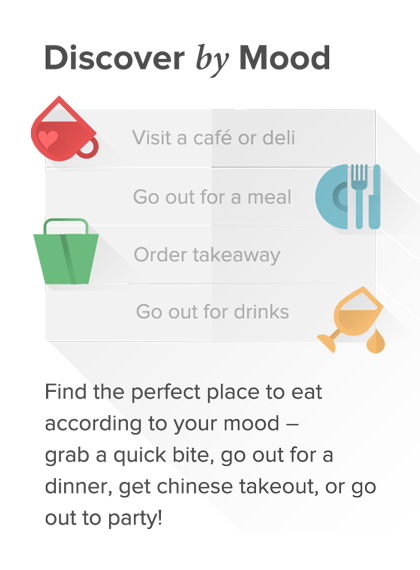 Discover by Mood
Visit a café or deli
Go out for a meal
Order takeaway
Go out for drinks
Find the perfect place to eat
according to your mood –
grab a quick bite, go out for a
dinner, get chinese takeout, or go
out to party!